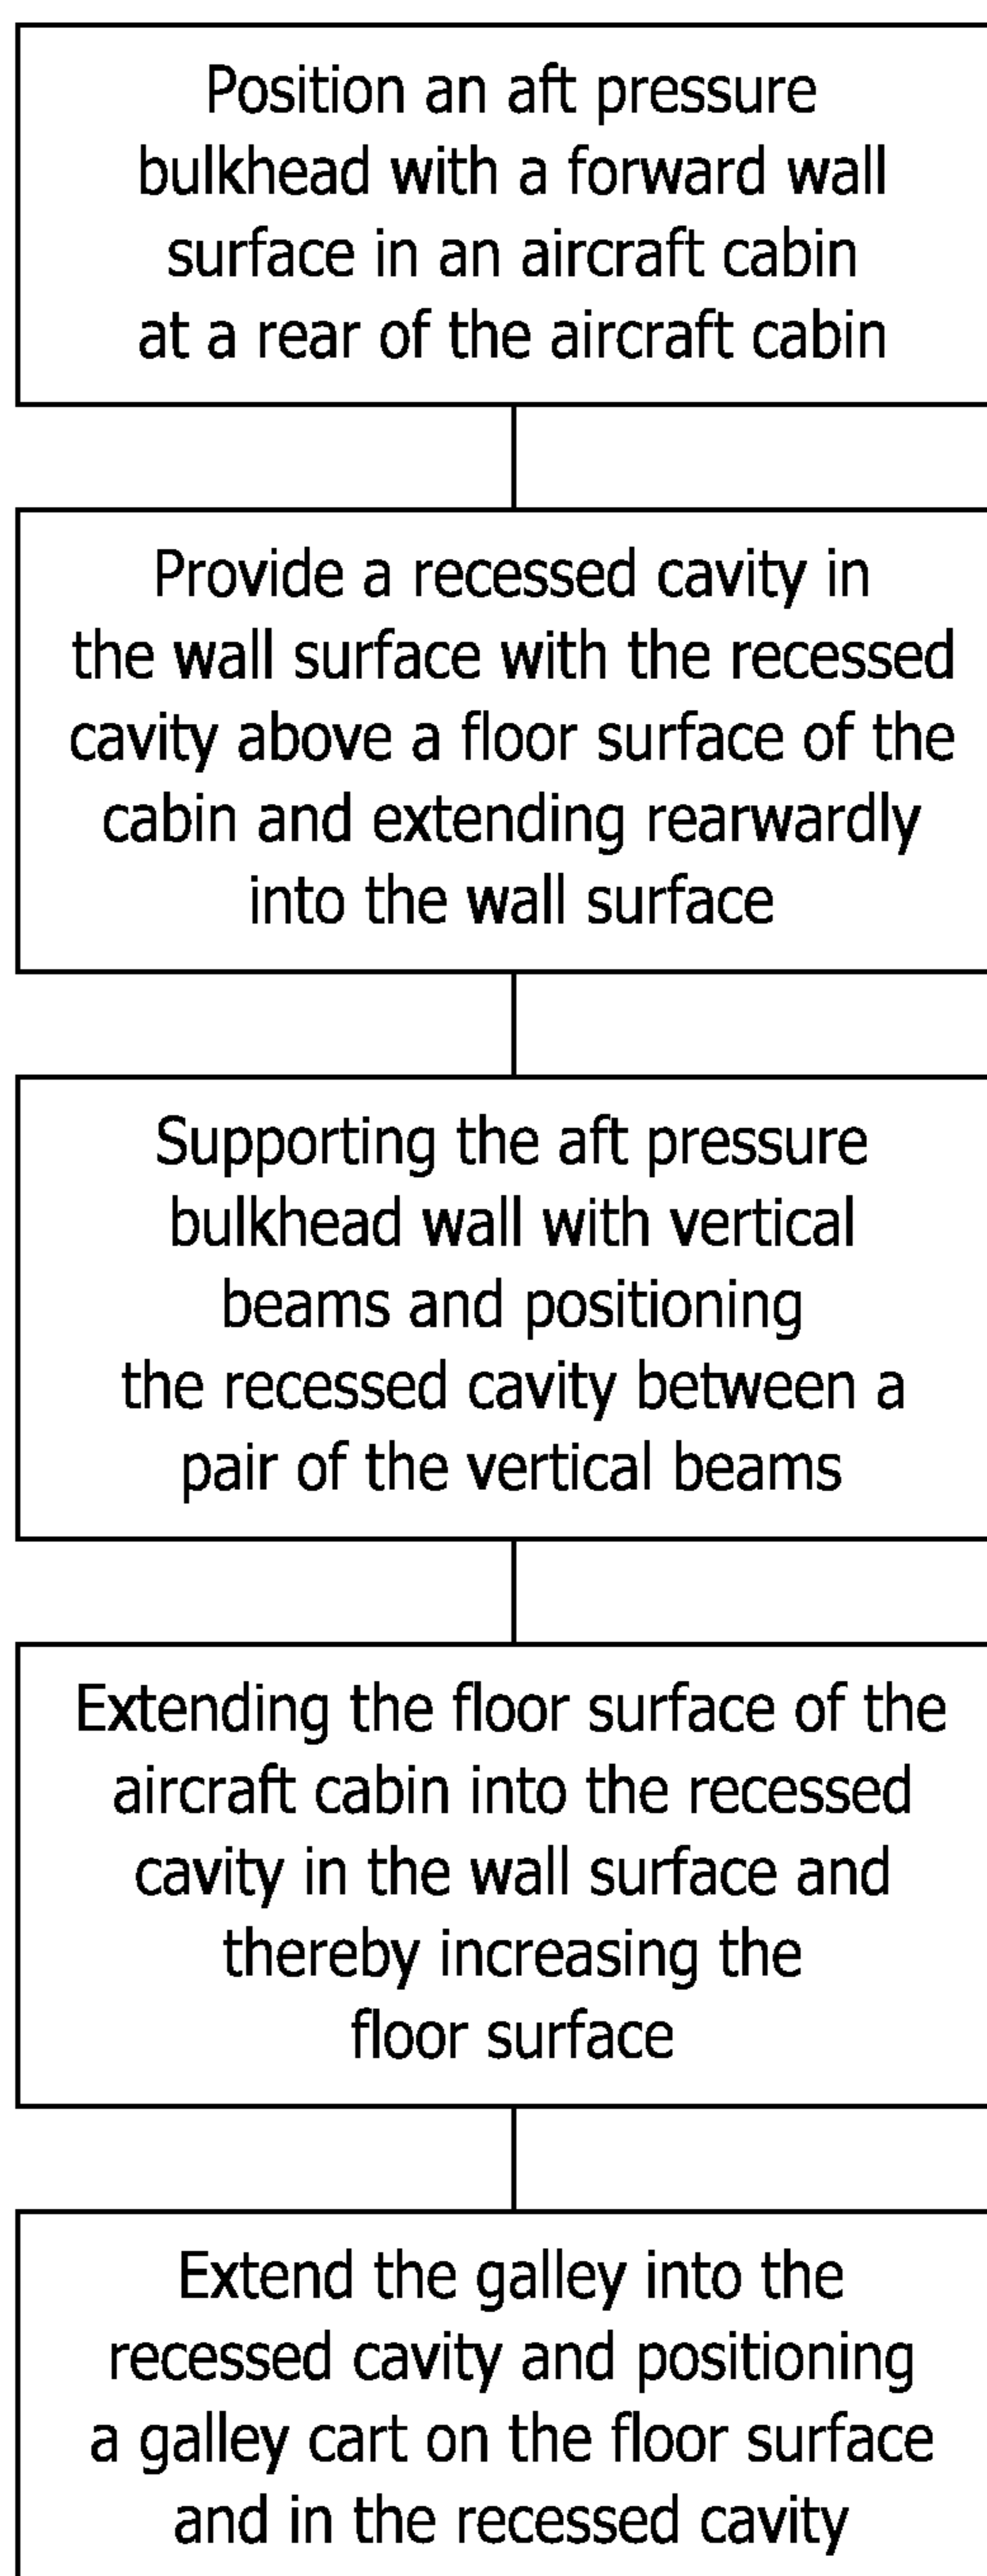 Position an aft pressure
bulkhead with a forward wall
surface in an aircraft cabin
at a rear of the aircraft cabin
Provide a recessed cavity in
the wall surface with the recessed
cavity above a floor surface of the
cabin and extending rearwardly
into the wall surface
Supporting the aft pressure
bulkhead wall with vertical
beams and positioning
the recessed cavity between a
pair of the vertical beams
Extending the floor surface of the
aircraft cabin into the recessed
cavity in the wall surface and
thereby increasing the
floor surface
Extend the galley into the
recessed cavity and positioning
a galley cart on the floor surface
and in the recessed cavity